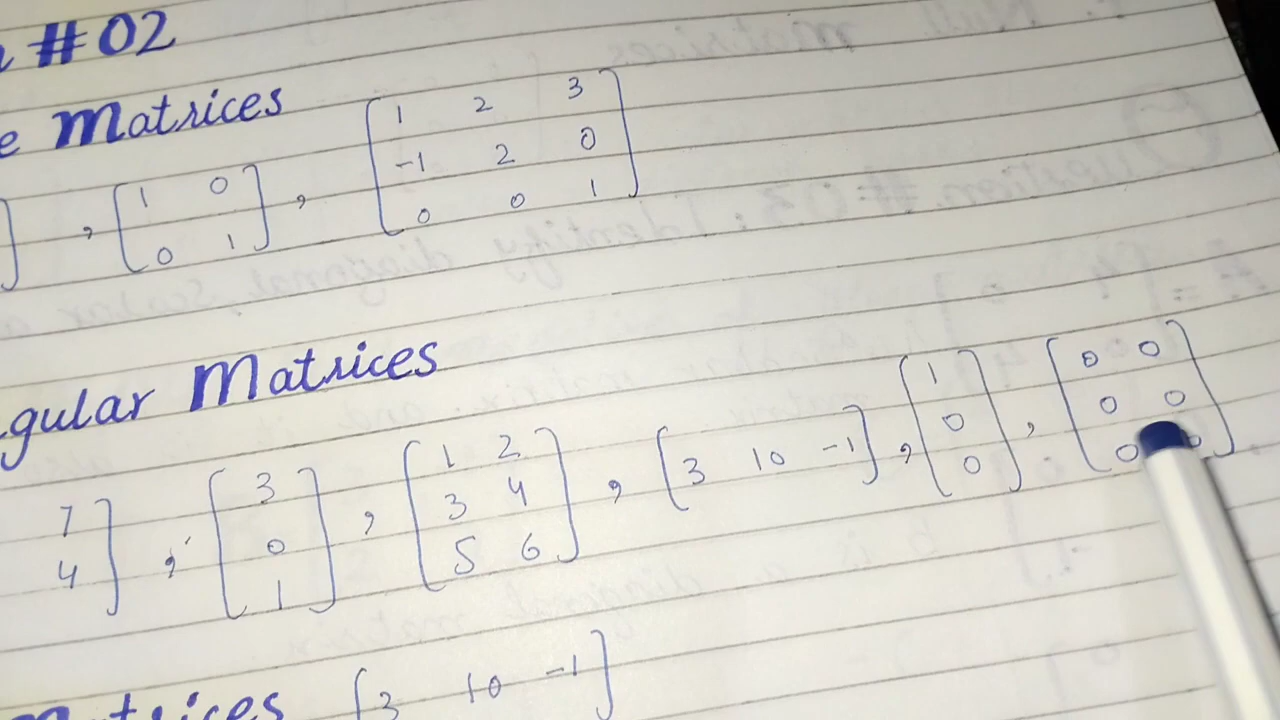 #02
e Matrices
] , [1 0 , [1 2 3
0 1] -1 2 0
0 0 1]
gular Matrices
7 , [3 , [1 2 , [3 10 -1] , [1 , [0 0
4] 0 3 4 0 0 0
1] 5 6] 0] 0 0]
Matrices [3 10 -1]